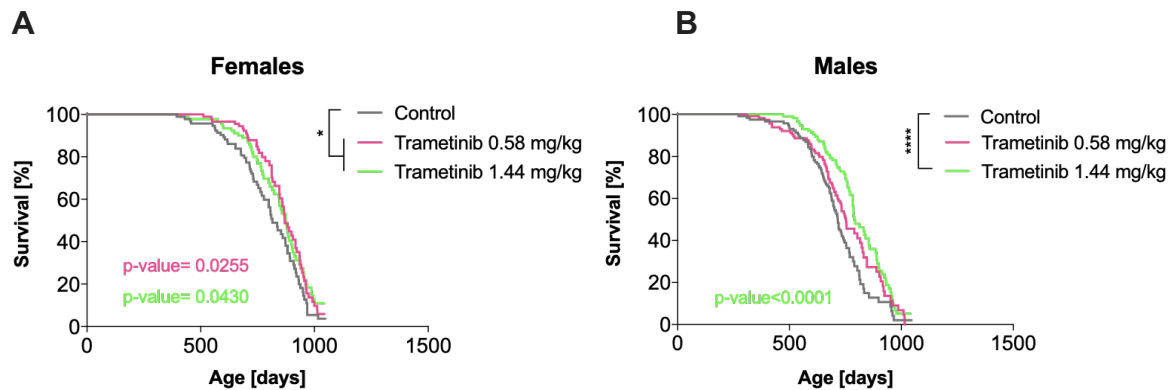 A
Females
100
80
60
40
20
0
Survival [%]
0 500 1000 1500
Age [days]
p-value= 0.0255
p-value= 0.0430
*
Control
Trametinib 0.58 mg/kg
Trametinib 1.44 mg/kg
B
Males
100
80
60
40
20
0
Survival [%]
0 500 1000 1500
Age [days]
p-value<0.0001
****
Control
Trametinib 0.58 mg/kg
Trametinib 1.44 mg/kg